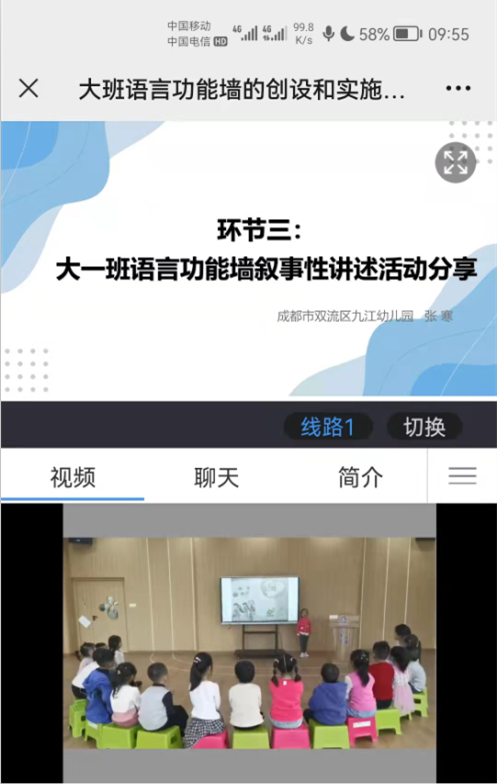 中国移动
中国电信 HD
4G 4G 99.8 K/s 58% 09:55
大班语言功能墙的创设和实施...
环节三：
大一班语言功能墙叙事性讲述活动分享
成都市双流区九江幼儿园 张 寒
线路1 切换
视频 聊天 简介